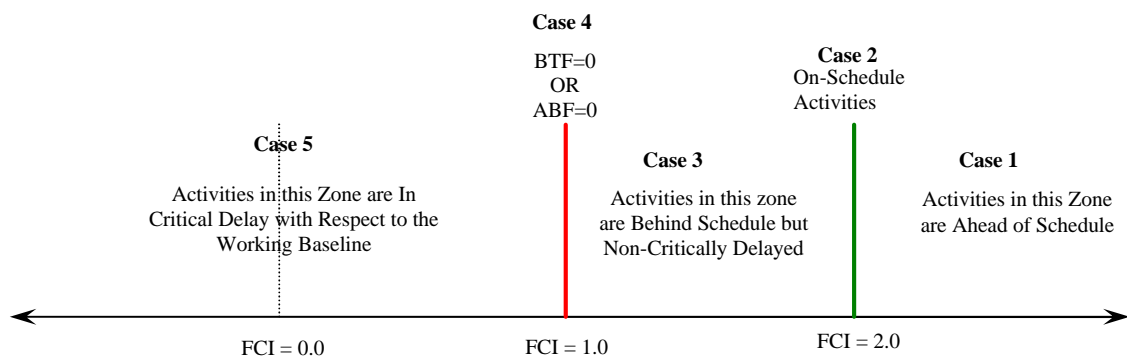 Case 4
BTF=0
OR
ABF=0
Case 2
On-Schedule
Activities
Case 5
Activities in this Zone are In
Critical Delay with Respect to the
Working Baseline
Case 3
Activities in this zone
are Behind Schedule but
Non-Critically Delayed
Case 1
Activities in this Zone
are Ahead of Schedule
FCI = 0.0
FCI = 1.0
FCI = 2.0